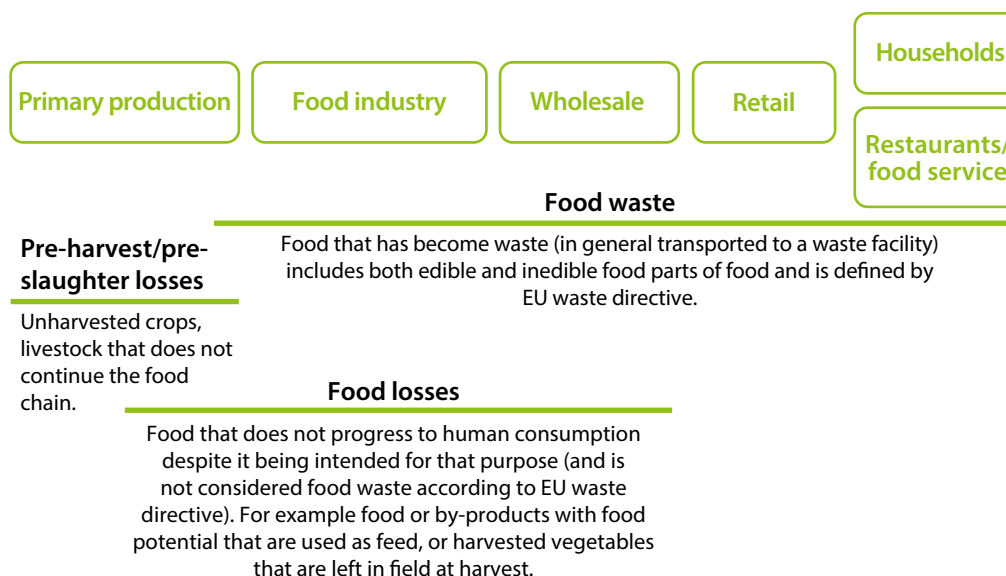 Primary production
Food industry
Wholesale
Retail
Households
Restaurants/
food service
Food waste
Food that has become waste (in general transported to a waste facility)
includes both edible and inedible food parts of food and is defined by
EU waste directive.
Pre-harvest/pre-
slaughter losses
Unharvested crops,
livestock that does not
continue the food
chain.
Food losses
Food that does not progress to human consumption
despite it being intended for that purpose (and is
not considered food waste according to EU waste
directive). For example food or by-products with food
potential that are used as feed, or harvested vegetables
that are left in field at harvest.